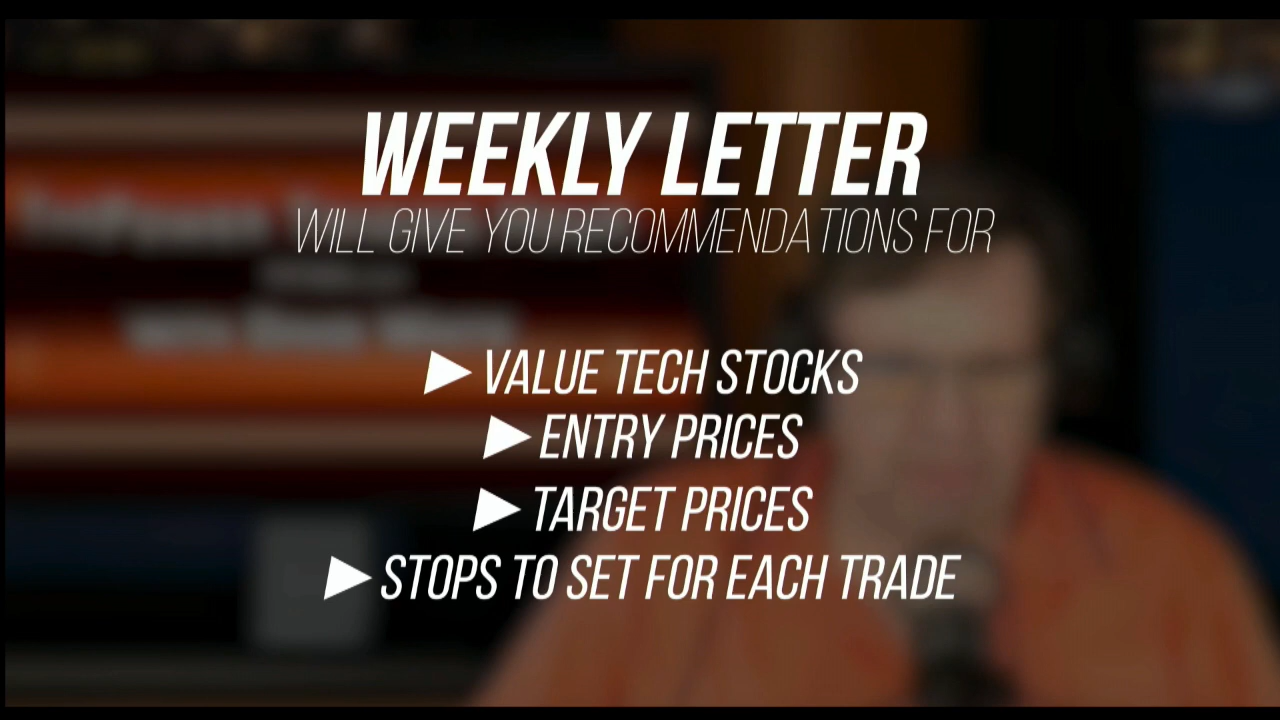 WEEKLY LETTER
WILL GIVE YOU RECOMMENDATIONS FOR
▶ VALUE TECH STOCKS
▶ ENTRY PRICES
▶ TARGET PRICES
▶ STOPS TO SET FOR EACH TRADE